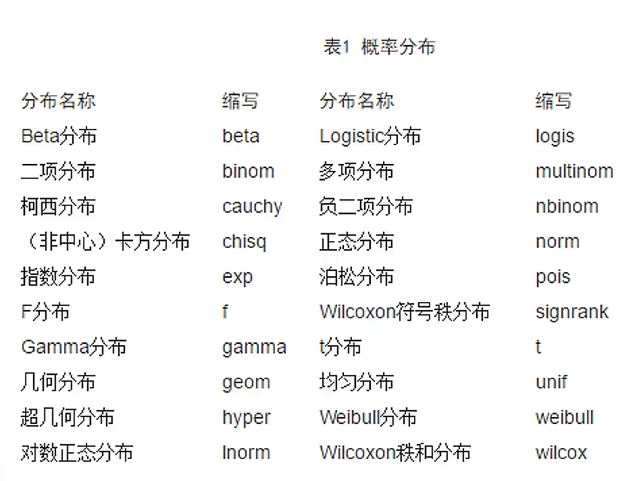 表1 概率分布
分布名称 缩写 分布名称 缩写
Beta分布 beta Logistic分布 logis
二项分布 binom 多项分布 multinom
柯西分布 cauchy 负二项分布 nbinom
（非中心）卡方分布 chisq 正态分布 norm
指数分布 exp 泊松分布 pois
F分布 f Wilcoxon符号秩分布 signrank
Gamma分布 gamma t分布 t
几何分布 geom 均匀分布 unif
超几何分布 hyper Weibull分布 weibull
对数正态分布 lnorm Wilcoxon秩和分布 wilcox